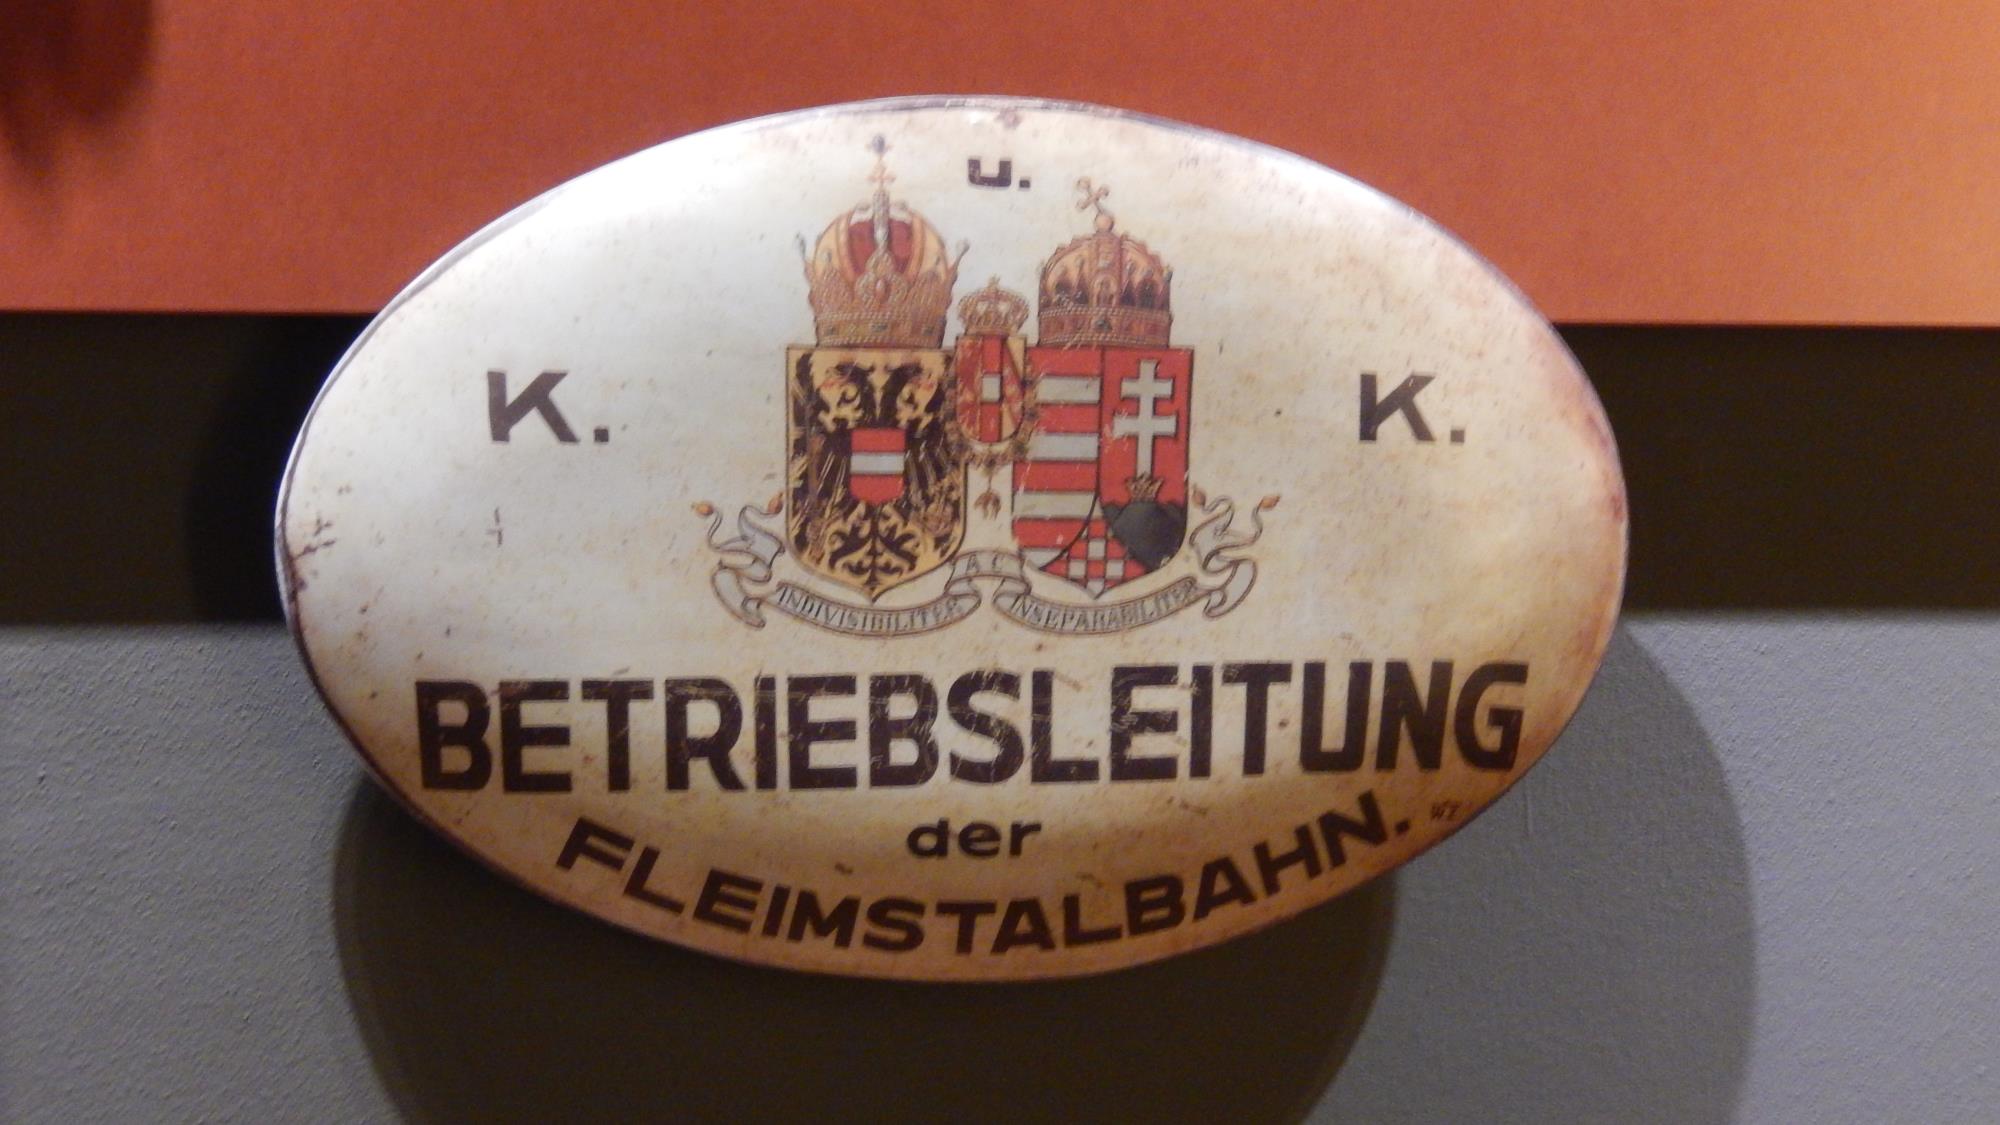 U.
K. K.
INDIVISIBILITER AC INSEPARABILITER
BETRIEBSLEITUNG
der
FLEIMSTALBAHN.